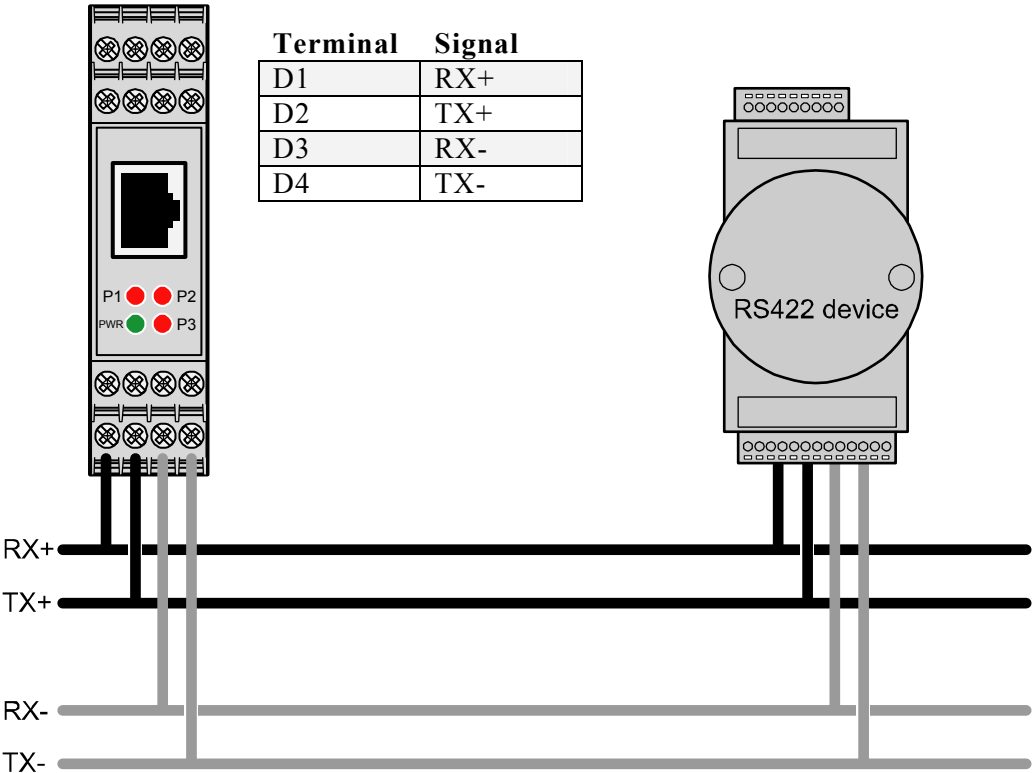 Terminal Signal
D1 RX+
D2 TX+
D3 RX-
D4 TX-
P1 P2
PWR P3
RS422 device
RX+
TX+
RX-
TX-